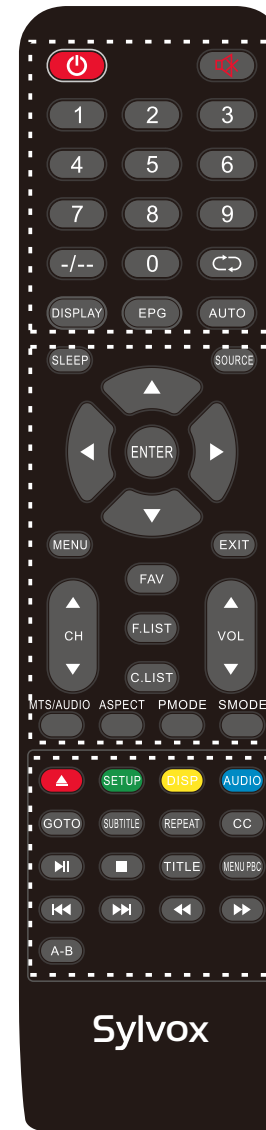 1 2 3
4 5 6
7 8 9
-/-- 0
DISPLAY EPG AUTO
SLEEP SOURCE
ENTER
MENU EXIT
FAV
CH F.LIST VOL
C.LIST
MTS/AUDIO ASPECT PMODE SMODE
SETUP DISP AUDIO
GOTO SUBTITLE REPEAT CC
TITLE MENU PBC
A-B
Sylvox